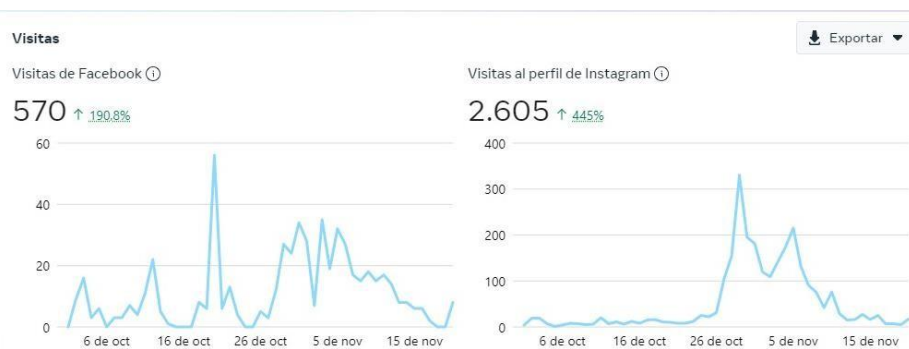 Visitas
Exportar
Visitas de Facebook
570 ↑ 190,8%
60
40
20
0
6 de oct 16 de oct 26 de oct 5 de nov 15 de nov
Visitas al perfil de Instagram
2.605 ↑ 445%
400
300
200
100
0
6 de oct 16 de oct 26 de oct 5 de nov 15 de nov